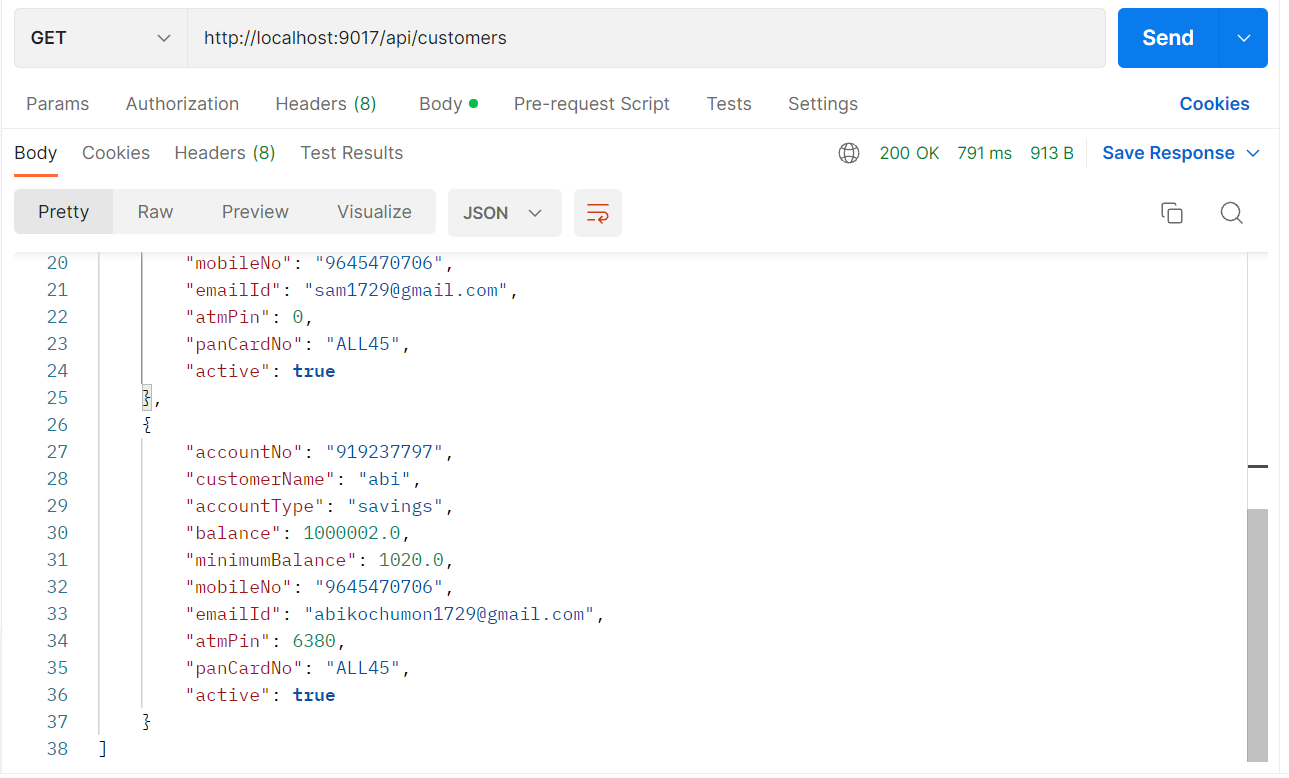 GET http://localhost:9017/api/customers Send
Params Authorization Headers (8) Body Pre-request Script Tests Settings Cookies
Body Cookies Headers (8) Test Results 200 OK 791 ms 913 B Save Response
Pretty Raw Preview Visualize JSON
20 "mobileNo": "9645470706",
21 "emailId": "sam1729@gmail.com",
22 "atmPin": 0,
23 "panCardNo": "ALL45",
24 "active": true
25 },
26 {
27 "accountNo": "919237797",
28 "customerName": "abi",
29 "accountType": "savings",
30 "balance": 1000002.0,
31 "minimumBalance": 1020.0,
32 "mobileNo": "9645470706",
33 "emailId": "abikochumon1729@gmail.com",
34 "atmPin": 6380,
35 "panCardNo": "ALL45",
36 "active": true
37 }
38 ]